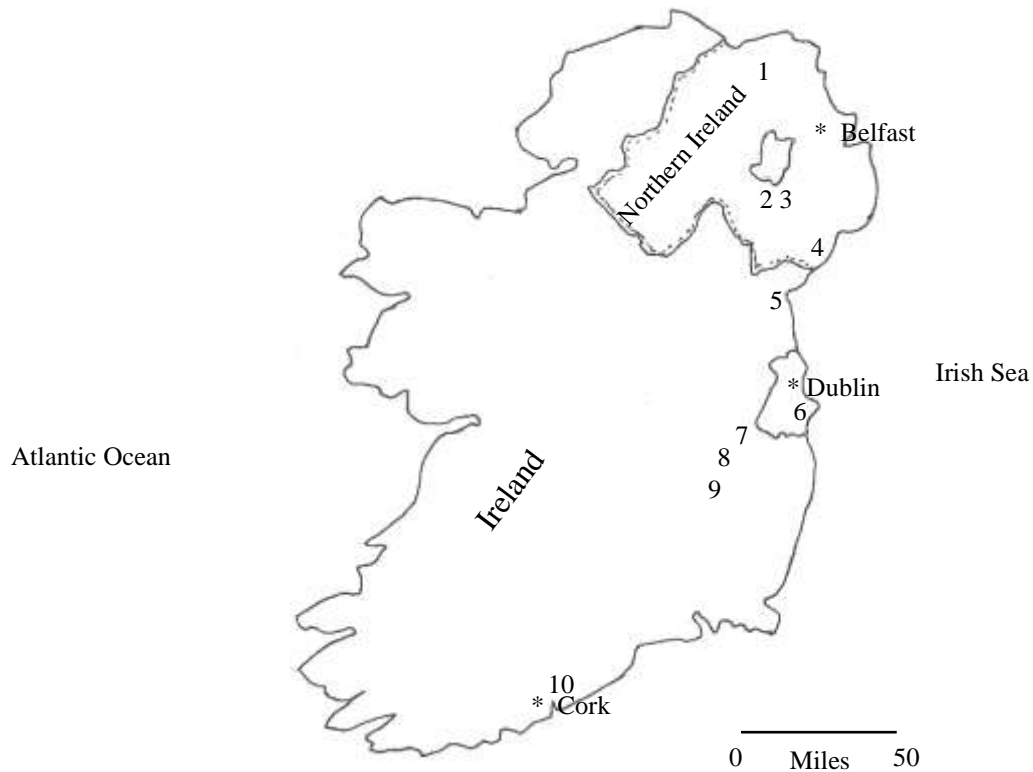 1
Northern Ireland
* Belfast
2 3
4
5
Irish Sea
* Dublin
6
7
Atlantic Ocean
8
Ireland
9
10
* Cork
0 Miles 50